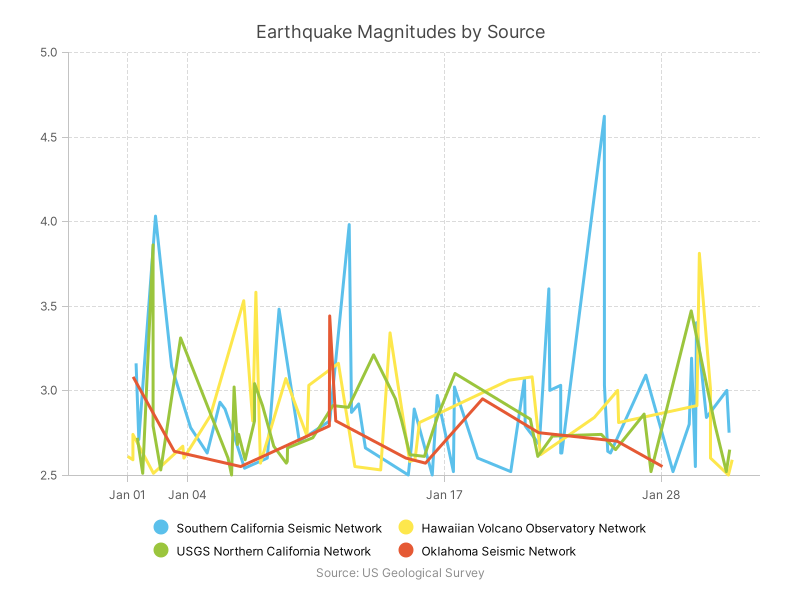 Earthquake Magnitudes by Source
5.0
4.5
4.0
3.5
3.0
2.5
Jan 01 Jan 04 Jan 17 Jan 28
Southern California Seismic Network Hawaiian Volcano Observatory Network
USGS Northern California Network Oklahoma Seismic Network
Source: US Geological Survey